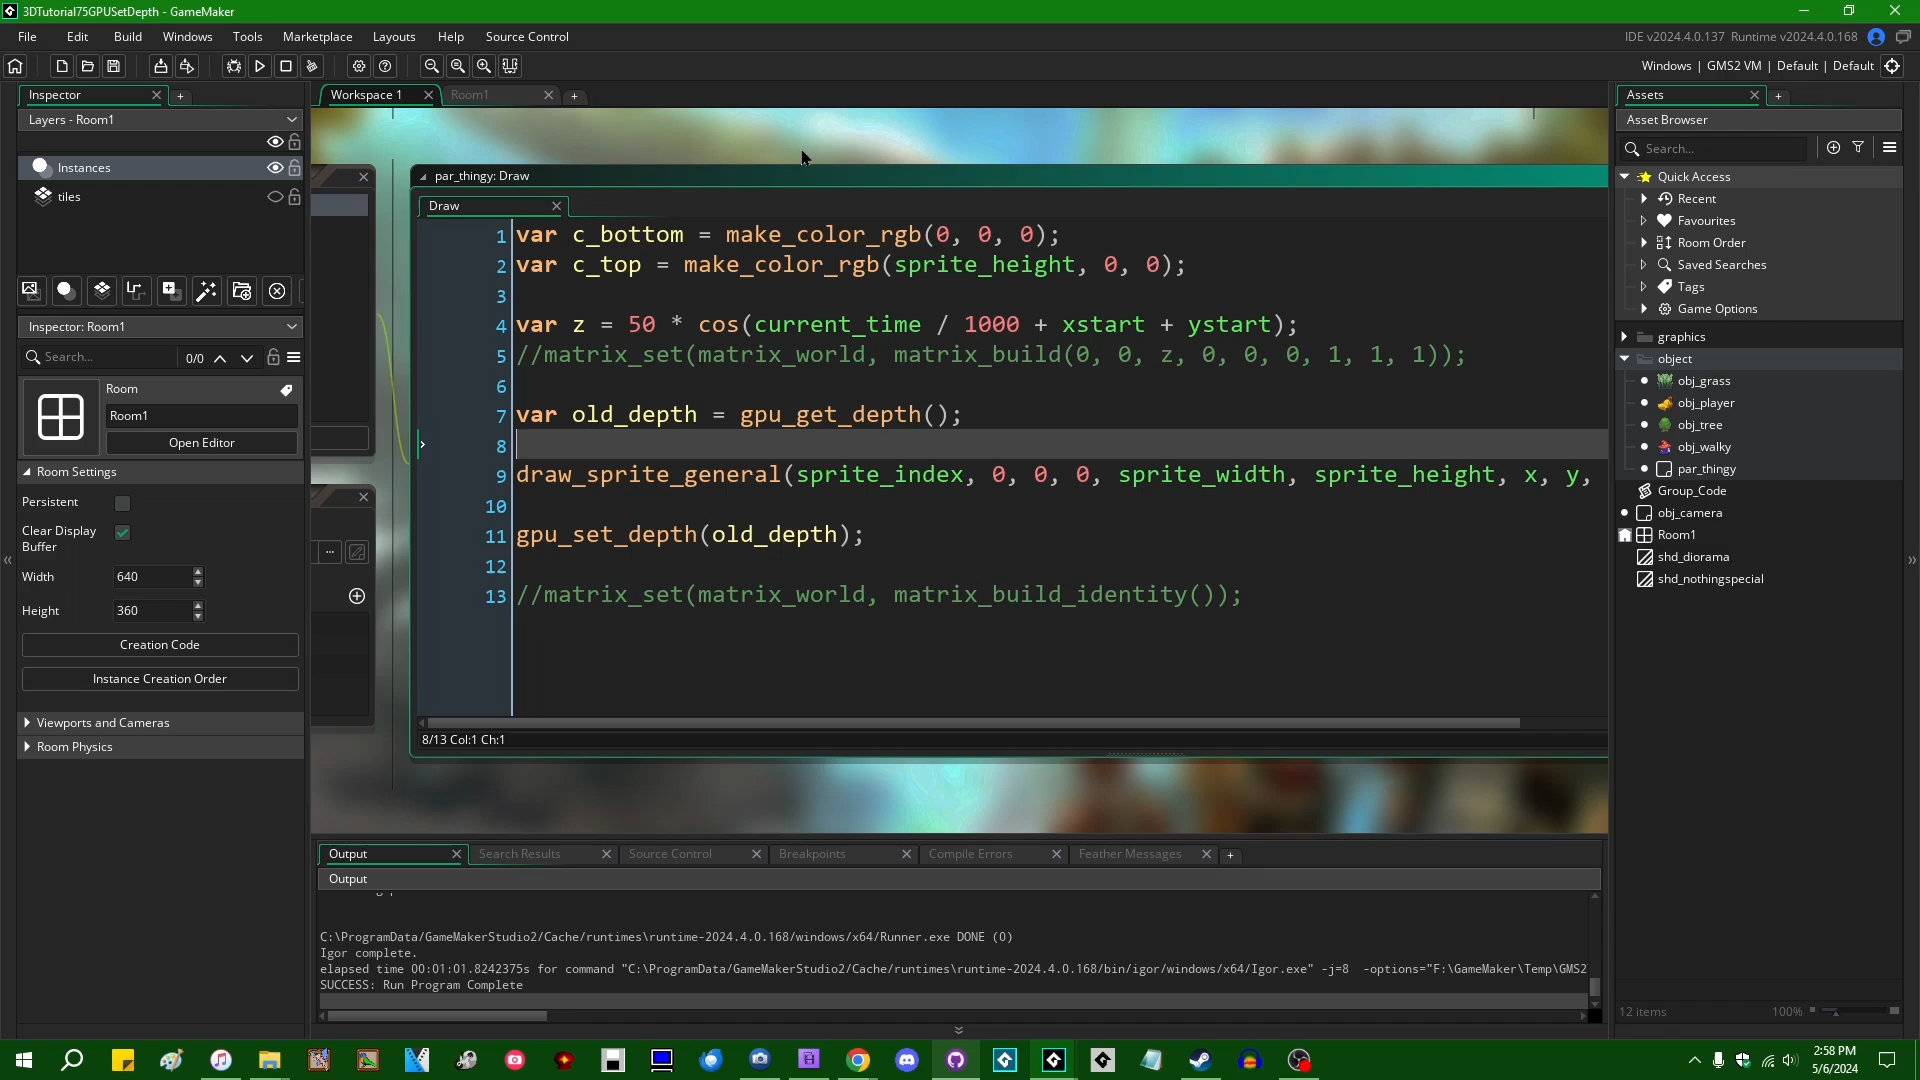 3DTutorial75GPUSetDepth - GameMaker
File Edit Build Windows Tools Marketplace Layouts Help Source Control
IDE v2024.4.0.137 Runtime v2024.4.0.168
Windows | GMS2 VM | Default | Default
Inspector
Layers - Room1
Instances
tiles
Inspector: Room1
Search... 0/0
Room
Room1
Open Editor
Room Settings
Persistent
Clear Display
Buffer
Width 640
Height 360
Creation Code
Instance Creation Order
Viewports and Cameras
Room Physics
Workspace 1 Room1
par_thingy: Draw
Draw
1 var c_bottom = make_color_rgb(0, 0, 0);
2 var c_top = make_color_rgb(sprite_height, 0, 0);
3
4 var z = 50 * cos(current_time / 1000 + xstart + ystart);
5 //matrix_set(matrix_world, matrix_build(0, 0, z, 0, 0, 0, 1, 1, 1));
6
7 var old_depth = gpu_get_depth();
8
9 draw_sprite_general(sprite_index, 0, 0, 0, sprite_width, sprite_height, x, y,
10
11 gpu_set_depth(old_depth);
12
13 //matrix_set(matrix_world, matrix_build_identity());
8/13 Col:1 Ch:1
Output Search Results Source Control Breakpoints Compile Errors Feather Messages
Output
C:\ProgramData/GameMakerStudio2/Cache/runtimes\runtime-2024.4.0.168/windows/x64/Runner.exe DONE (0)
Igor complete.
elapsed time 00:01:01.8242375s for command "C:\ProgramData/GameMakerStudio2/Cache/runtimes\runtime-2024.4.0.168/bin/igor/windows/x64/Igor.exe" -j=8 -options="F:\GameMaker\Temp\GMS2
SUCCESS: Run Program Complete
Assets
Asset Browser
Search...
Quick Access
Recent
Favourites
Room Order
Saved Searches
Tags
Game Options
graphics
object
obj_grass
obj_player
obj_tree
obj_walky
par_thingy
Group_Code
obj_camera
Room1
shd_diorama
shd_nothingspecial
12 items 100%
2:58 PM
5/6/2024